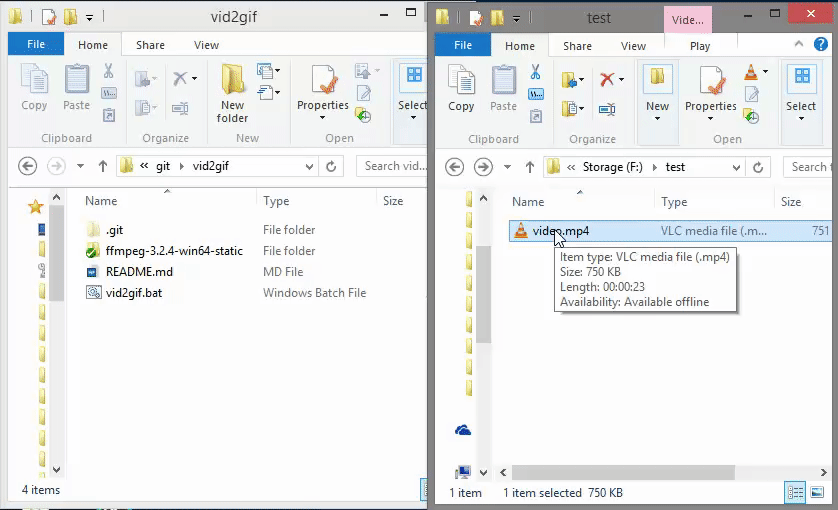 vid2gif
File Home Share View
Copy
Paste
New folder
Properties
Select
Clipboard Organize New Open
git vid2gif
Search vid...
Name Type Size
.git File folder
ffmpeg-3.2.4-win64-static File folder
README.md MD File
vid2gif.bat Windows Batch File
4 items
test
Vide...
File Home Share View Play
Copy
Paste
New
Properties
Select
Clipboard Organize Open
Storage (F:) test
Search t
Name Type Size
video.mp4 VLC media file (.m... 751
Item type: VLC media file (.mp4)
Size: 750 KB
Length: 00:00:23
Availability: Available offline
1 item 1 item selected 750 KB